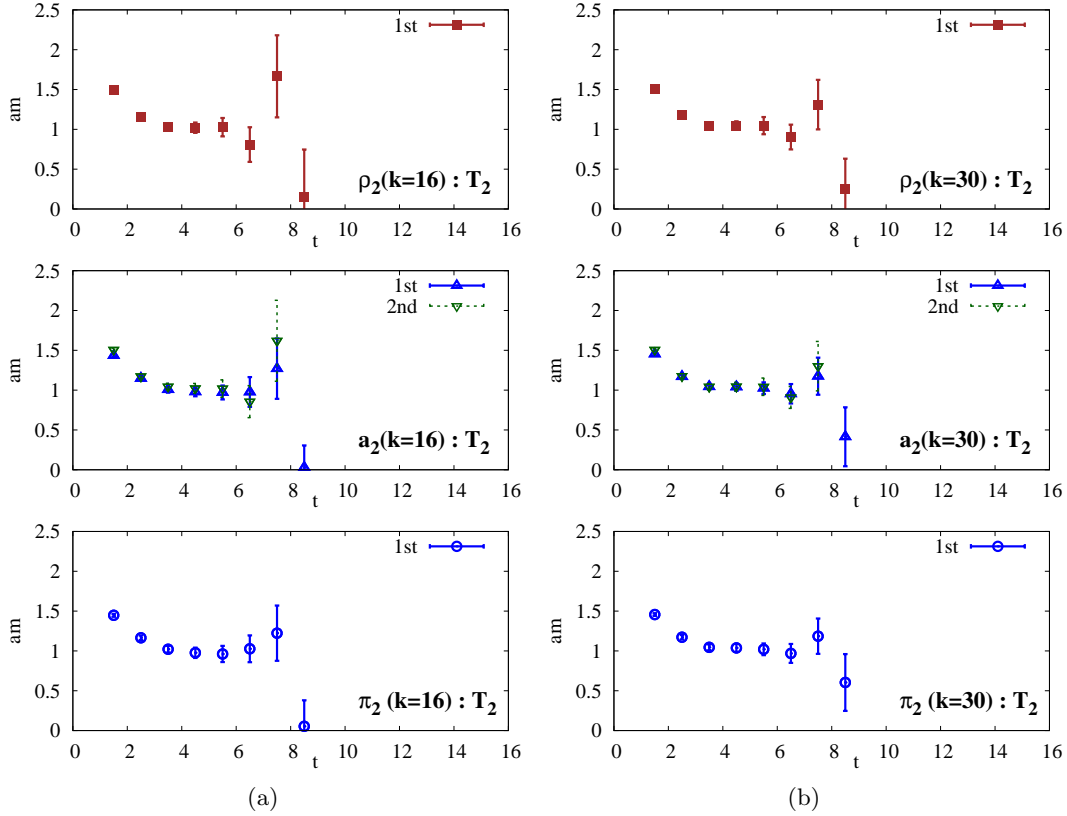 2.5
2
1.5
1
0.5
0
am
1st
ρ2(k=16) : T2
0 2 4 6 8 10 12 14 16
t
2.5
2
1.5
1
0.5
0
am
1st
2nd
a2(k=16) : T2
0 2 4 6 8 10 12 14 16
t
2.5
2
1.5
1
0.5
0
am
1st
π2 (k=16) : T2
0 2 4 6 8 10 12 14 16
t
(a)
2.5
2
1.5
1
0.5
0
am
1st
ρ2(k=30) : T2
0 2 4 6 8 10 12 14 16
t
2.5
2
1.5
1
0.5
0
am
1st
2nd
a2(k=30) : T2
0 2 4 6 8 10 12 14 16
t
2.5
2
1.5
1
0.5
0
am
1st
π2 (k=30) : T2
0 2 4 6 8 10 12 14 16
t
(b)